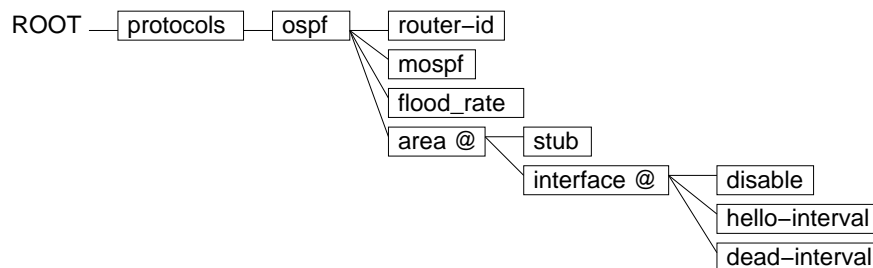 ROOT protocols ospf router−id
mospf
flood_rate
area @ stub
interface @ disable
hello−interval
dead−interval